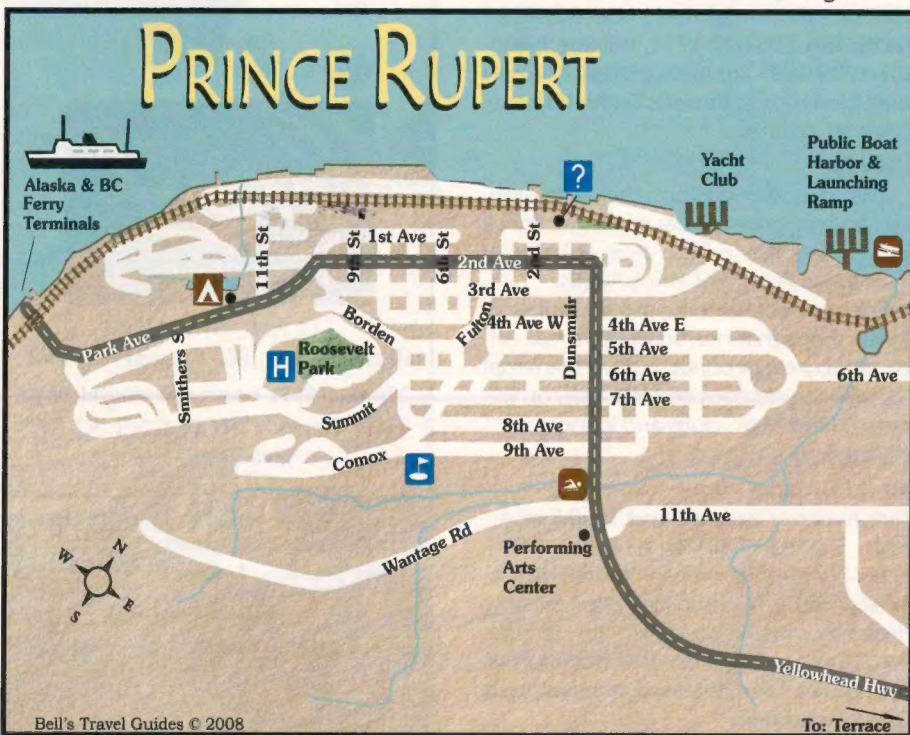 PRINCE RUPERT
Alaska & BC
Ferry
Terminals
?
Yacht
Club
Public Boat
Harbor &
Launching
Ramp
11th St
9th St
1st Ave
6th St
2nd Ave
2nd St
3rd Ave
Borden
Fulton
4th Ave W
Dunsmuir
4th Ave E
5th Ave
6th Ave
6th Ave
7th Ave
Park Ave
Smithers S
H
Roosevelt
Park
Summit
8th Ave
9th Ave
Comox
11th Ave
Wantage Rd
Performing
Arts
Center
W
N
S
E
Yellowhead Hwy
Bell's Travel Guides © 2008
To: Terrace